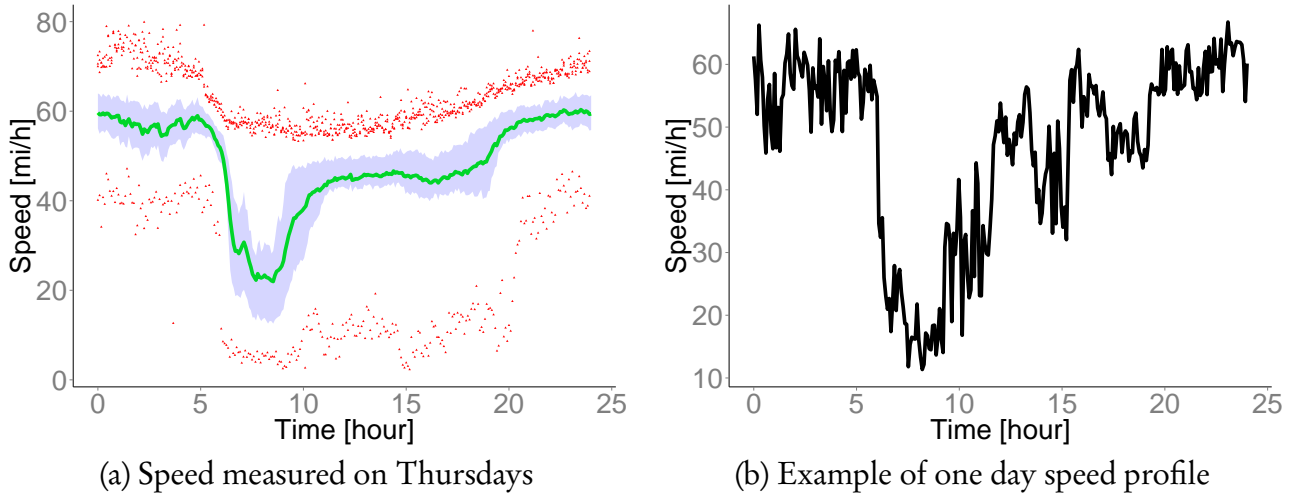 80
60
40
20
0
Speed [mi/h]
0 5 10 15 20 25
Time [hour]
(a) Speed measured on Thursdays
60
50
40
30
20
10
Speed [mi/h]
0 5 10 15 20 25
Time [hour]
(b) Example of one day speed profile